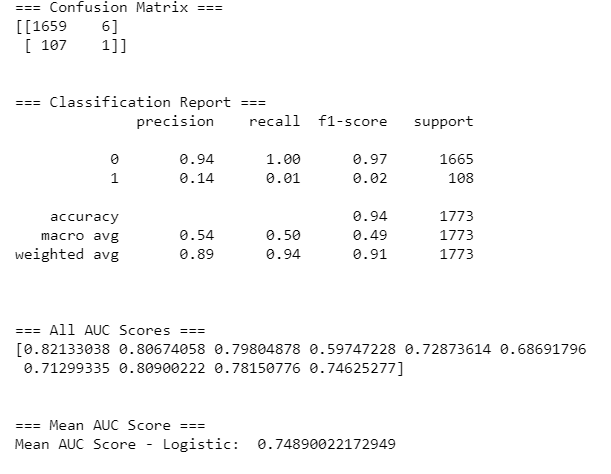 === Confusion Matrix ===
[[1659    6]
 [ 107    1]]
=== Classification Report ===
              precision    recall  f1-score   support
           0       0.94      1.00      0.97      1665
           1       0.14      0.01      0.02       108
    accuracy                           0.94      1773
   macro avg       0.54      0.50      0.49      1773
weighted avg       0.89      0.94      0.91      1773
=== All AUC Scores ===
[0.82133038 0.80674058 0.79804878 0.59747228 0.72873614 0.68691796
 0.71299335 0.80900222 0.78150776 0.74625277]
=== Mean AUC Score ===
Mean AUC Score - Logistic:  0.74890022172949